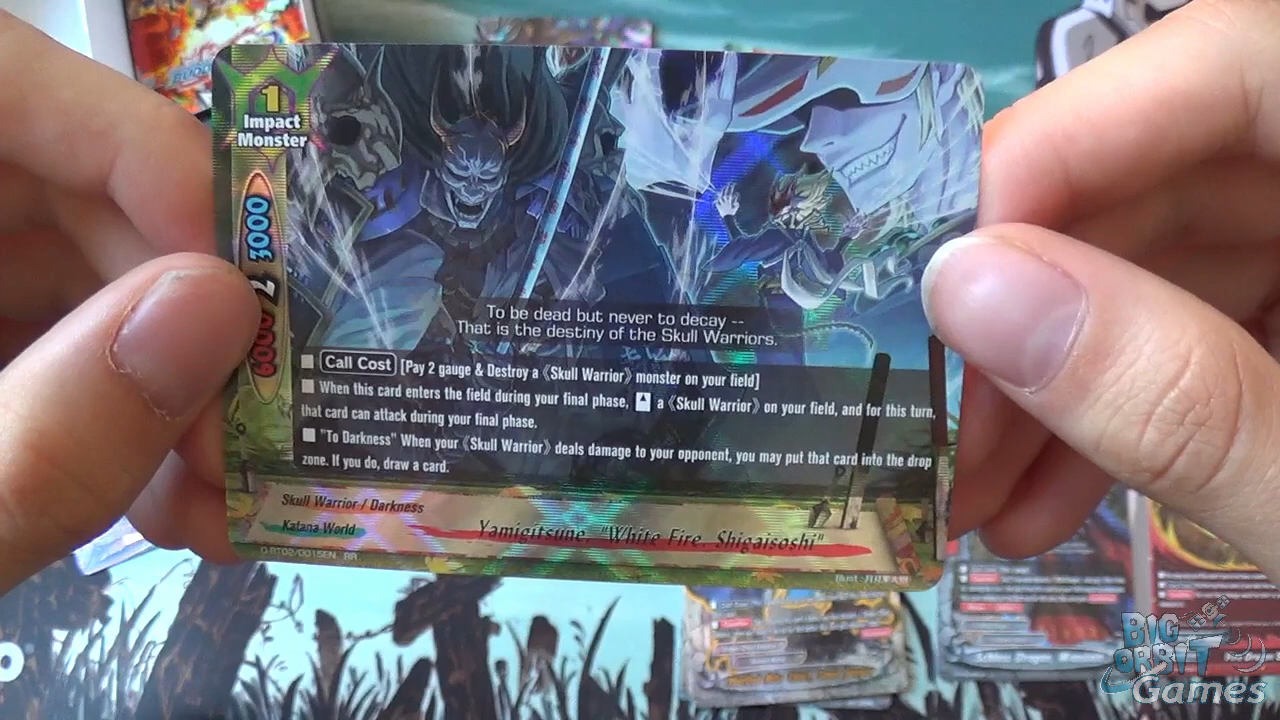 1
Impact
Monster
6000 / 2 3000
To be dead but never to decay --
That is the destiny of the Skull Warriors.
Call Cost [Pay 2 gauge & Destroy a《Skull Warrior》monster on your field]
When this card enters the field during your final phase, a《Skull Warrior》on your field, and for this turn,
that card can attack during your final phase.
"To Darkness" When your《Skull Warrior》deals damage to your opponent, you may put that card into the drop
zone. If you do, draw a card.
Skull Warrior / Darkness
Katana World
Yamigitsune, "White Fire, Shigaisoshi"
D-BT02/0015EN RR
BIG
ORBIT
Games